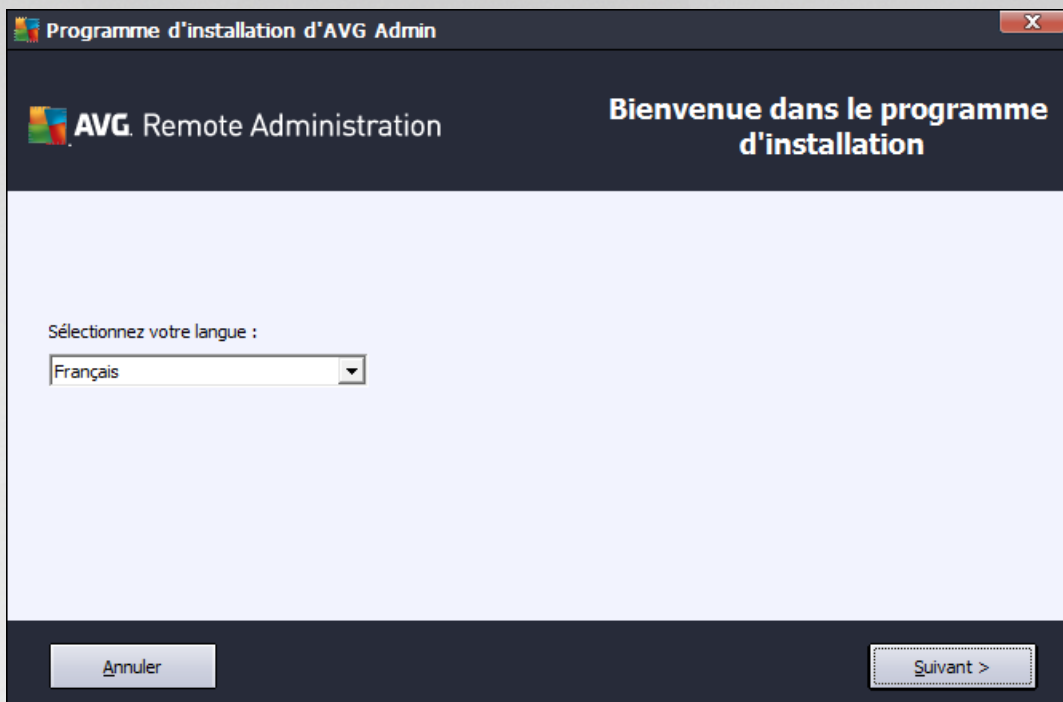 Programme d'installation d'AVG Admin
X
AVG. Remote Administration
Bienvenue dans le programme
d'installation
Sélectionnez votre langue :
Français
Annuler
Suivant >